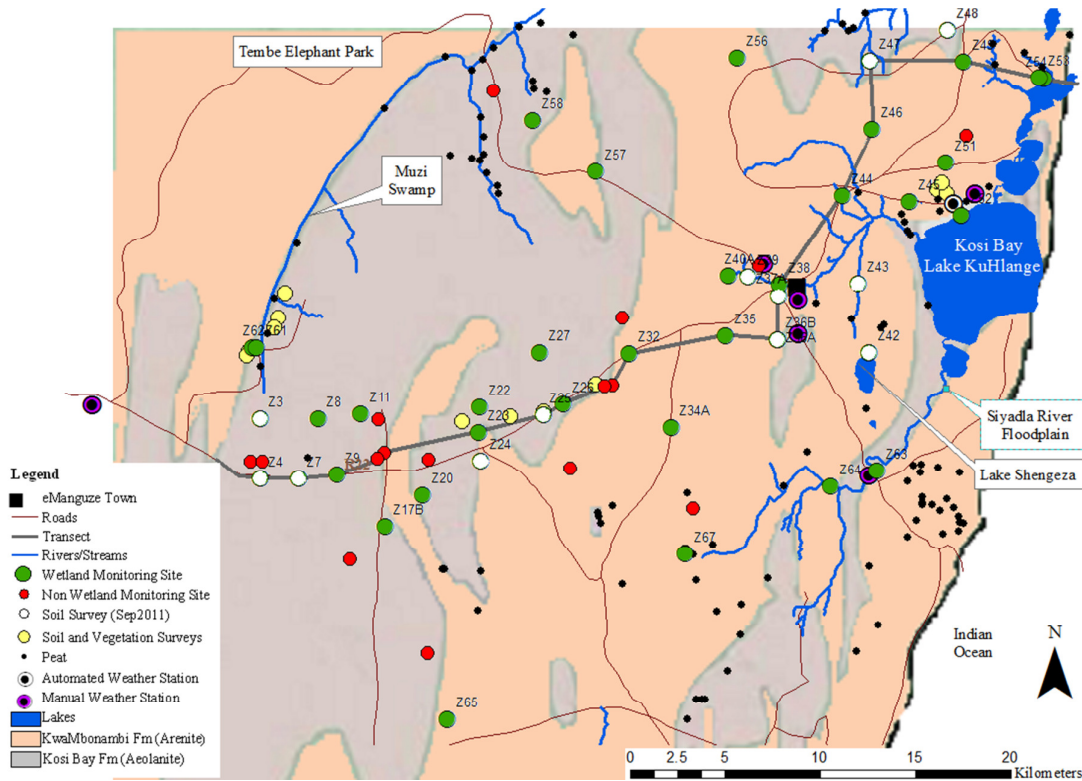 Tembe Elephant Park
Muzi
Swamp
Z48
Z47
Z56
Z54
Z53
Z58
Z46
Z51
Z57
Z44
Z45
Kosi Bay
Lake KuHlange
Z40A
Z38
Z43
Z37A
Z62
Z61
Z27
Z32
Z35
Z36B
Z42
Z3
Z8
Z11
Z22
Z23
Z25
Z26
Z34A
Siyadla River
Floodplain
Lake Shengeza
Z4
Z7
Z9
R22
Z24
Z20
Z63
Z64
Z17B
Z67
Z65
Indian
Ocean
N
Legend
eManguze Town
Roads
Transect
Rivers/Streams
Wetland Monitoring Site
Non Wetland Monitoring Site
Soil Survey (Sep2011)
Soil and Vegetation Surveys
Peat
Automated Weather Station
Manual Weather Station
Lakes
KwaMbonambi Fm (Arenite)
Kosi Bay Fm (Aeolanite)
0 2.5 5 10 15 20
Kilometers